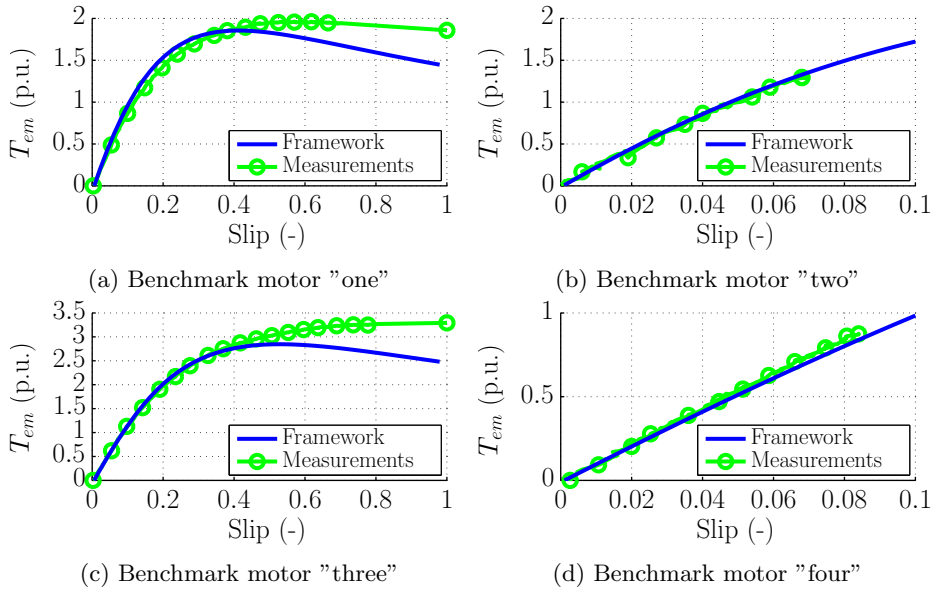 2
1.5
1
0.5
0
T_em (p.u.)
0 0.2 0.4 0.6 0.8 1
Slip (-)
Framework
Measurements
(a) Benchmark motor ”one”
2
1.5
1
0.5
0
T_em (p.u.)
0 0.02 0.04 0.06 0.08 0.1
Slip (-)
Framework
Measurements
(b) Benchmark motor ”two”
3.5
3
2.5
2
1.5
1
0.5
0
T_em (p.u.)
0 0.2 0.4 0.6 0.8 1
Slip (-)
Framework
Measurements
(c) Benchmark motor ”three”
1
0.5
0
T_em (p.u.)
0 0.02 0.04 0.06 0.08 0.1
Slip (-)
Framework
Measurements
(d) Benchmark motor ”four”